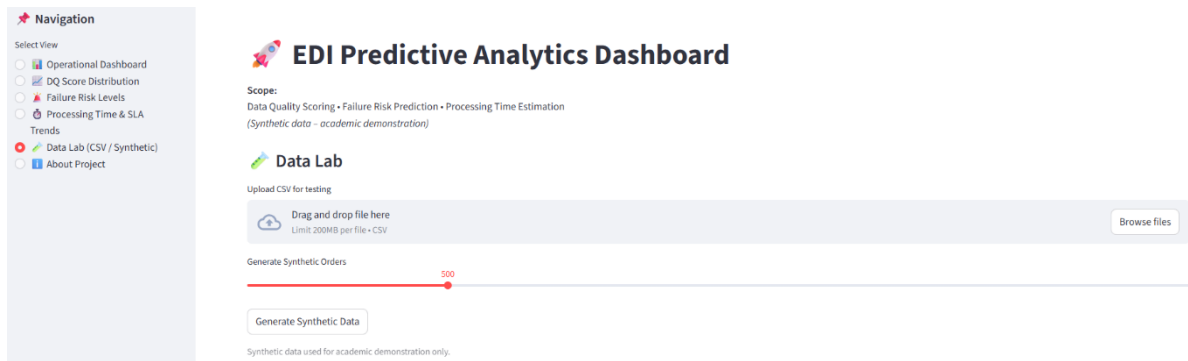 Navigation
Select View
Operational Dashboard
DQ Score Distribution
Failure Risk Levels
Processing Time & SLA
Trends
Data Lab (CSV / Synthetic)
About Project
EDI Predictive Analytics Dashboard
Scope:
Data Quality Scoring • Failure Risk Prediction • Processing Time Estimation
(Synthetic data – academic demonstration)
Data Lab
Upload CSV for testing
Drag and drop file here
Limit 200MB per file • CSV
Browse files
Generate Synthetic Orders
500
Generate Synthetic Data
Synthetic data used for academic demonstration only.